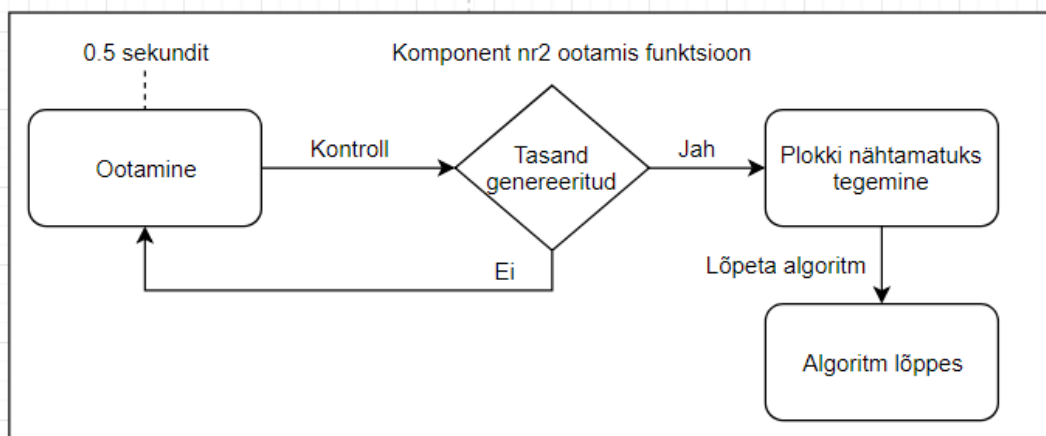 0.5 sekundit
Komponent nr2 ootamis funktsioon
Ootamine
Kontroll
Tasand
genereeritud
Jah
Plokki nähtamatuks
tegemine
Ei
Lõpeta algoritm
Algoritm lõppes